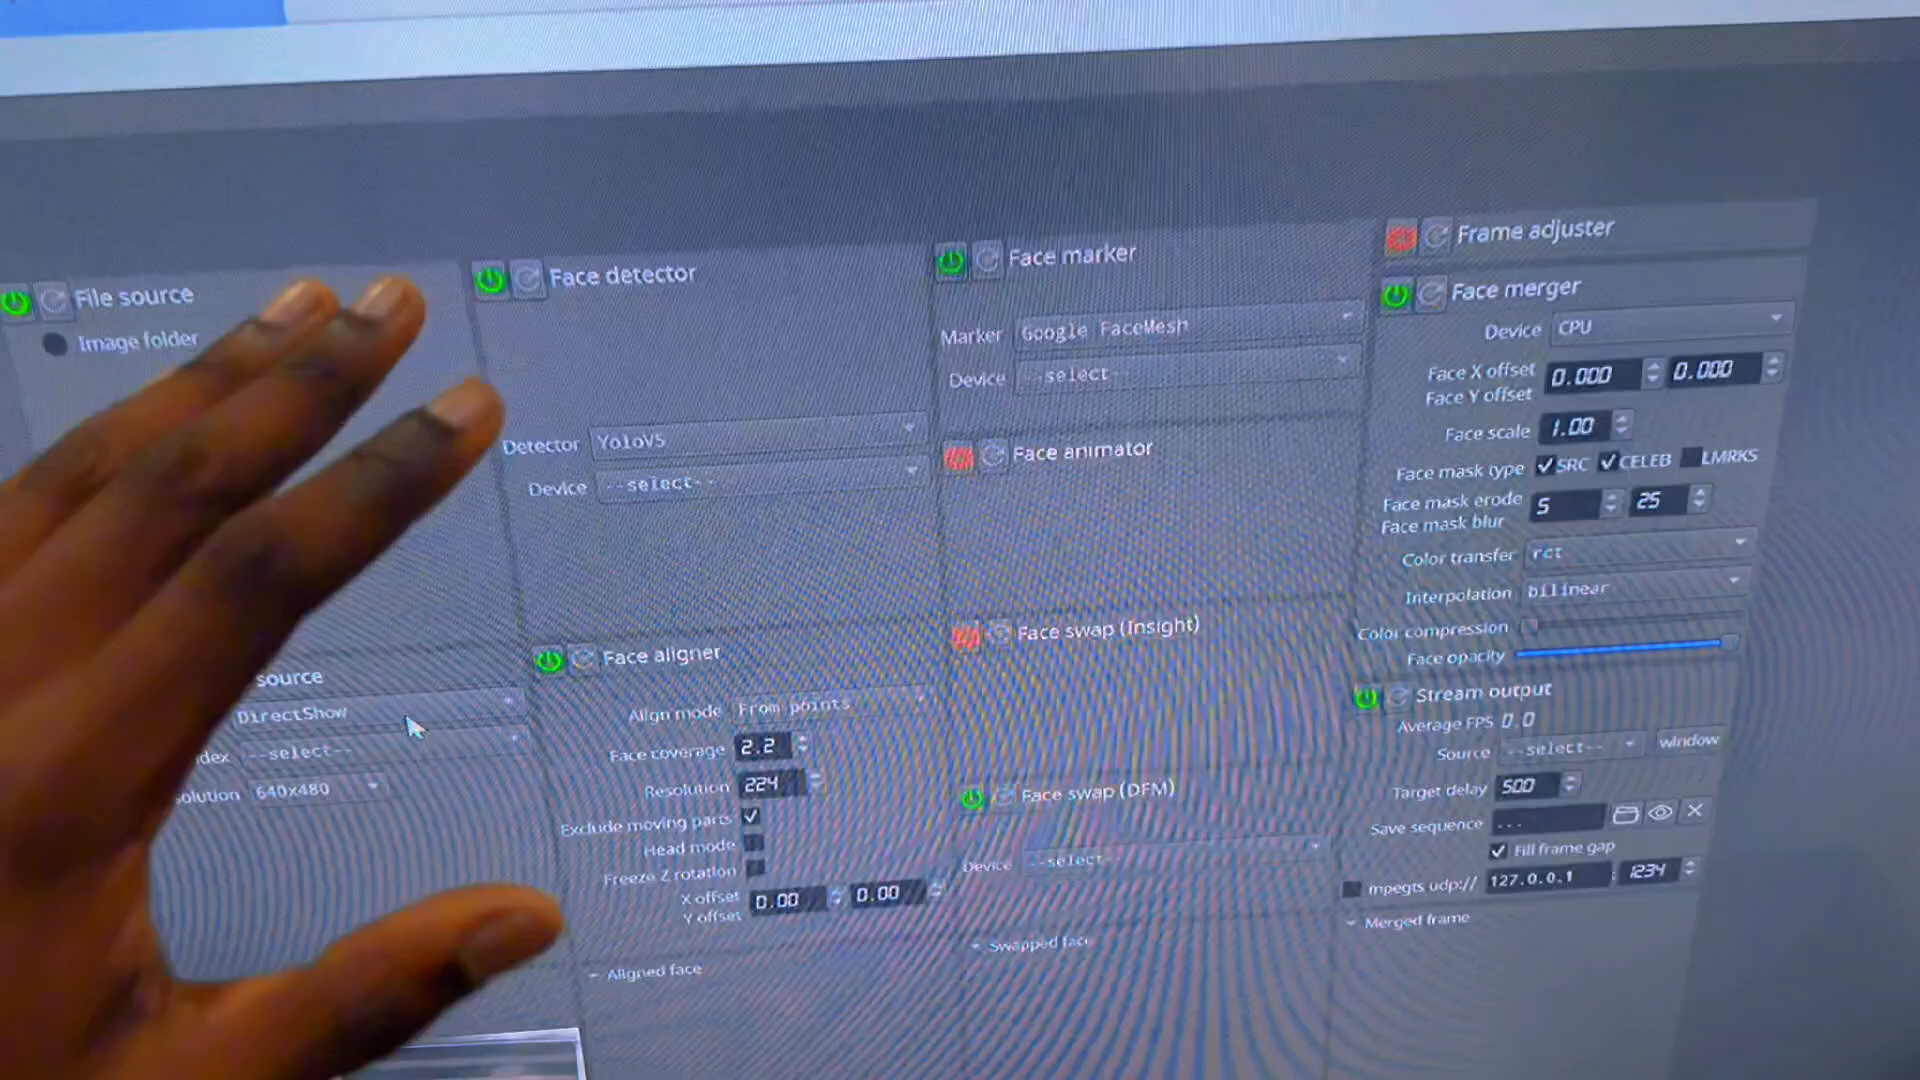 File source
Image folder
source
DirectShow
--select--
640x480
Face detector
Detector YoloV5
Device --select--
Face aligner
Align mode From points
Face coverage 2.2
Resolution 224
Exclude moving parts
Head mode
Freeze Z rotation
X offset 0.00 0.00
Y offset
Aligned face
Face marker
Marker Google FaceMesh
Device --select--
Face animator
Face swap (Insight)
Face swap (DFM)
Device --select--
Swapped face
Frame adjuster
Face merger
Device CPU
Face X offset 0.000 0.000
Face Y offset
Face scale 1.00
Face mask type SRC CELEB LMRKS
Face mask erode 5 25
Face mask blur
Color transfer rct
Interpolation bilinear
Color compression
Face opacity
Stream output
Average FPS 0.0
Source --select-- window
Target delay 500
Save sequence ...
Fill frame gap
mpegts udp:// 127.0.0.1 : 1234
Merged frame